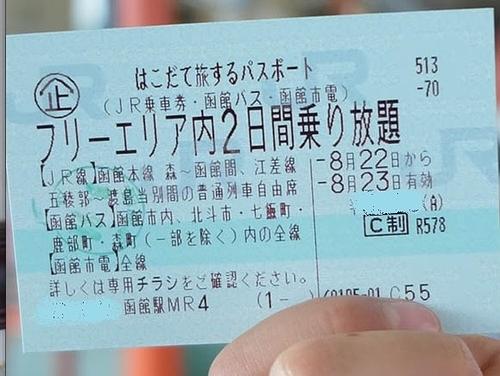 はこだて旅するパスポート
513
-70
企
(JR乗車券・函館バス・函館市電)
フリーエリア内2日間乗り放題
【JR線】函館本線 森~函館間、江差線
五稜郭~渡島当別間の普通列車自由席
【函館バス】函館市内、北斗市・七飯町・
鹿部町・森町(一部を除く)内の全線
【函館市電】全線
詳しくは専用チラシをご確認ください。
-8月22日から
-8月23日有効
C制 R578
函館駅MR4 (1- )
C55